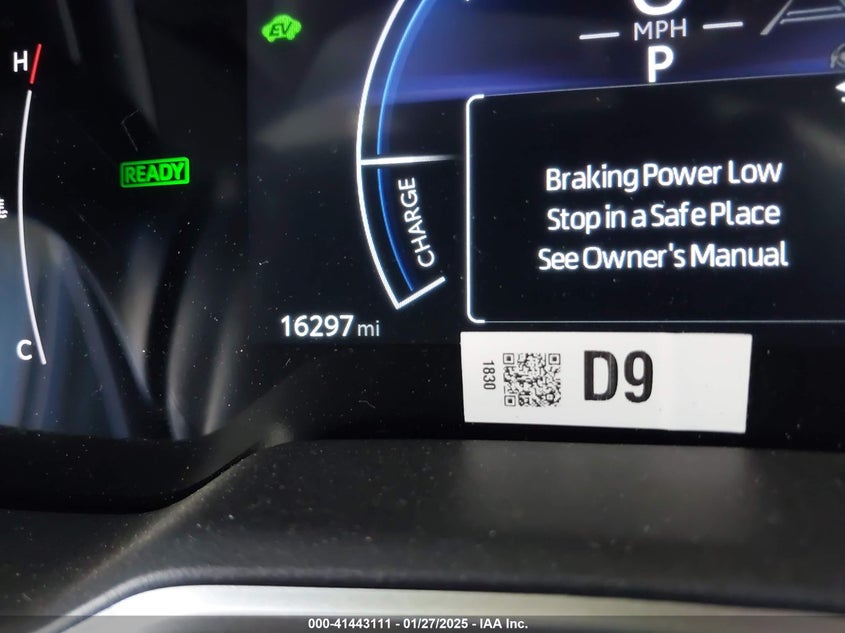 EV
H
MPH
P
READY
Braking Power Low
Stop in a Safe Place
See Owner's Manual
CHARGE
16297 mi
C
1830
D9
000-41443111 - 01/27/2025 - IAA Inc.